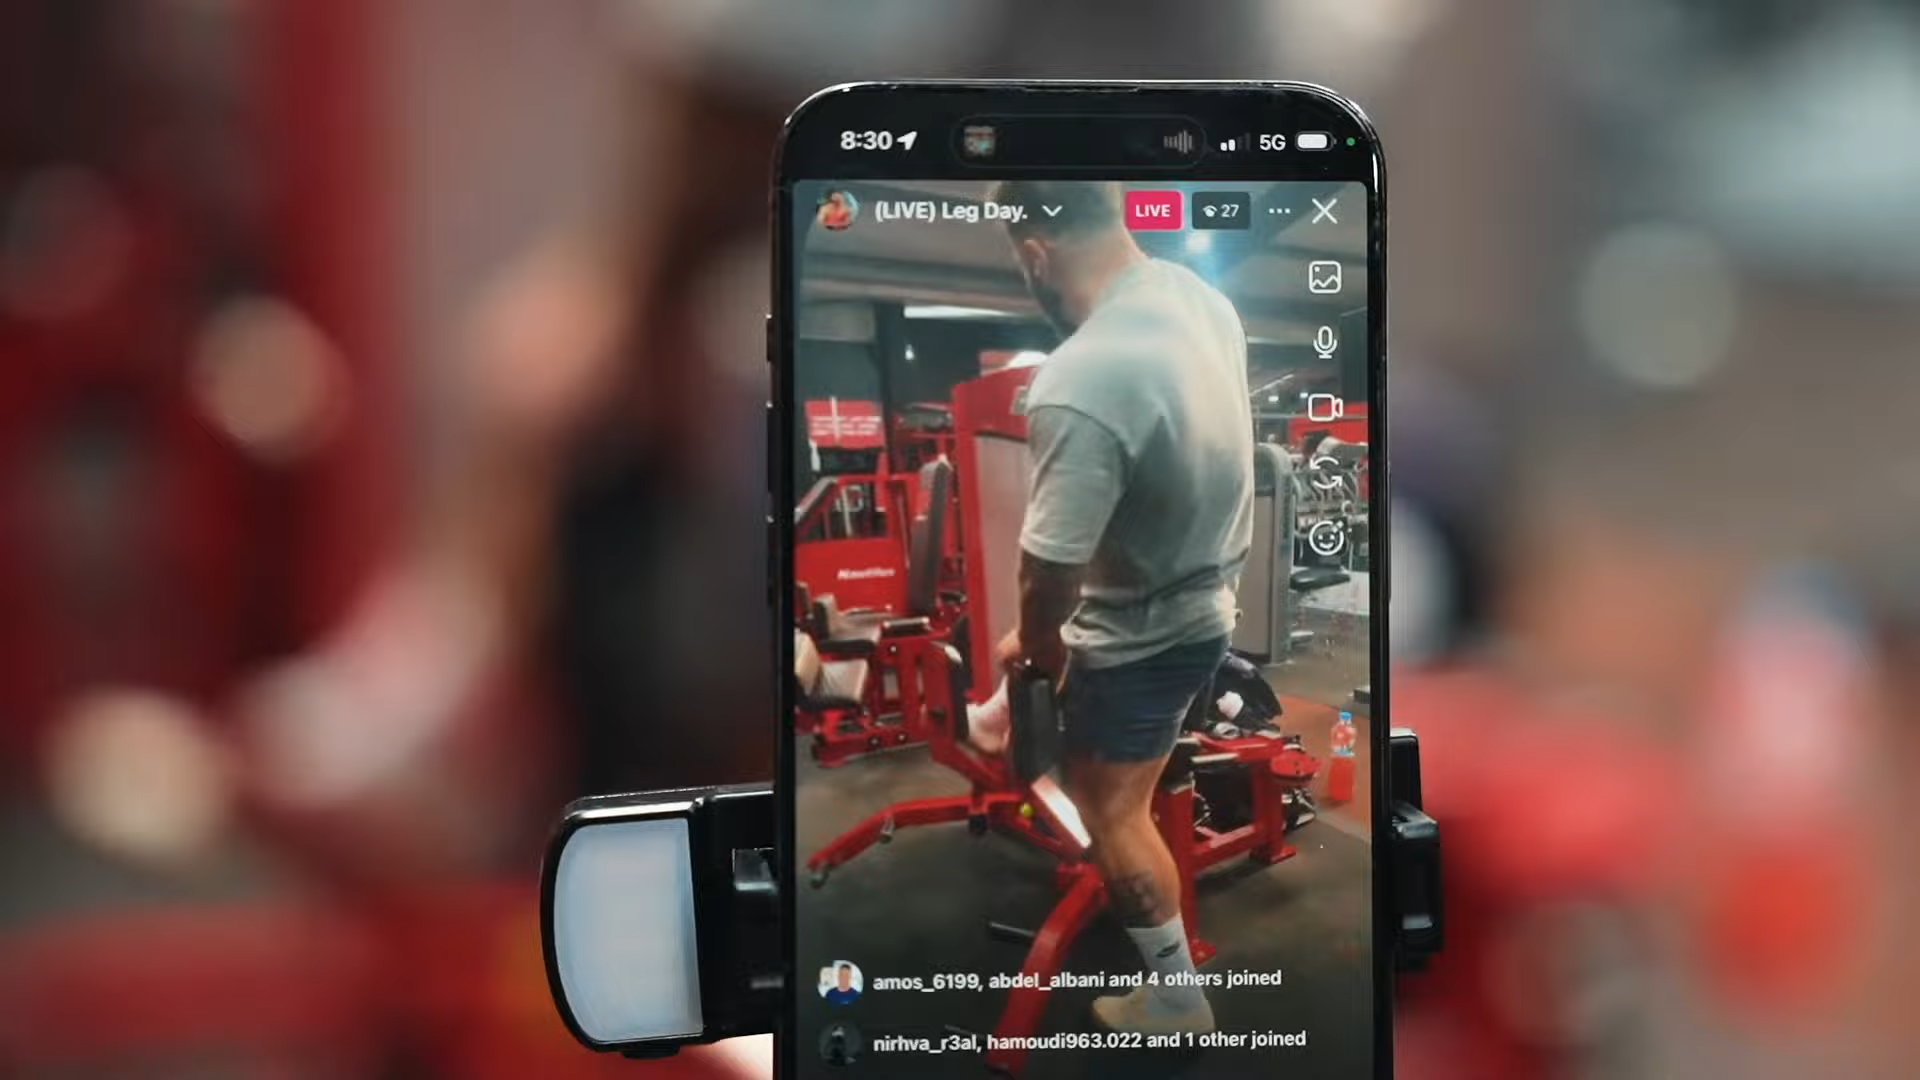 8:30
5G
(LIVE) Leg Day.
LIVE
27
Nautilus
amos_6199, abdel_albani and 4 others joined
nirhva_r3al, hamoudi963.022 and 1 other joined